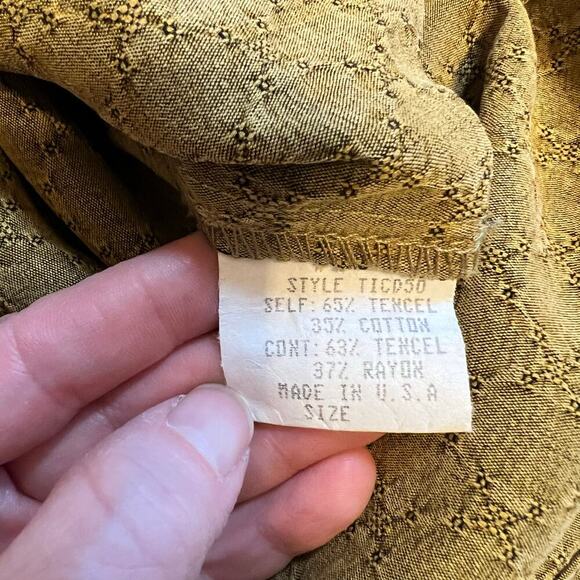 STYLE TICD50
SELF: 65% TENCEL
35% COTTON
CONT: 63% TENCEL
37% RAYON
MADE IN U.S.A
SIZE